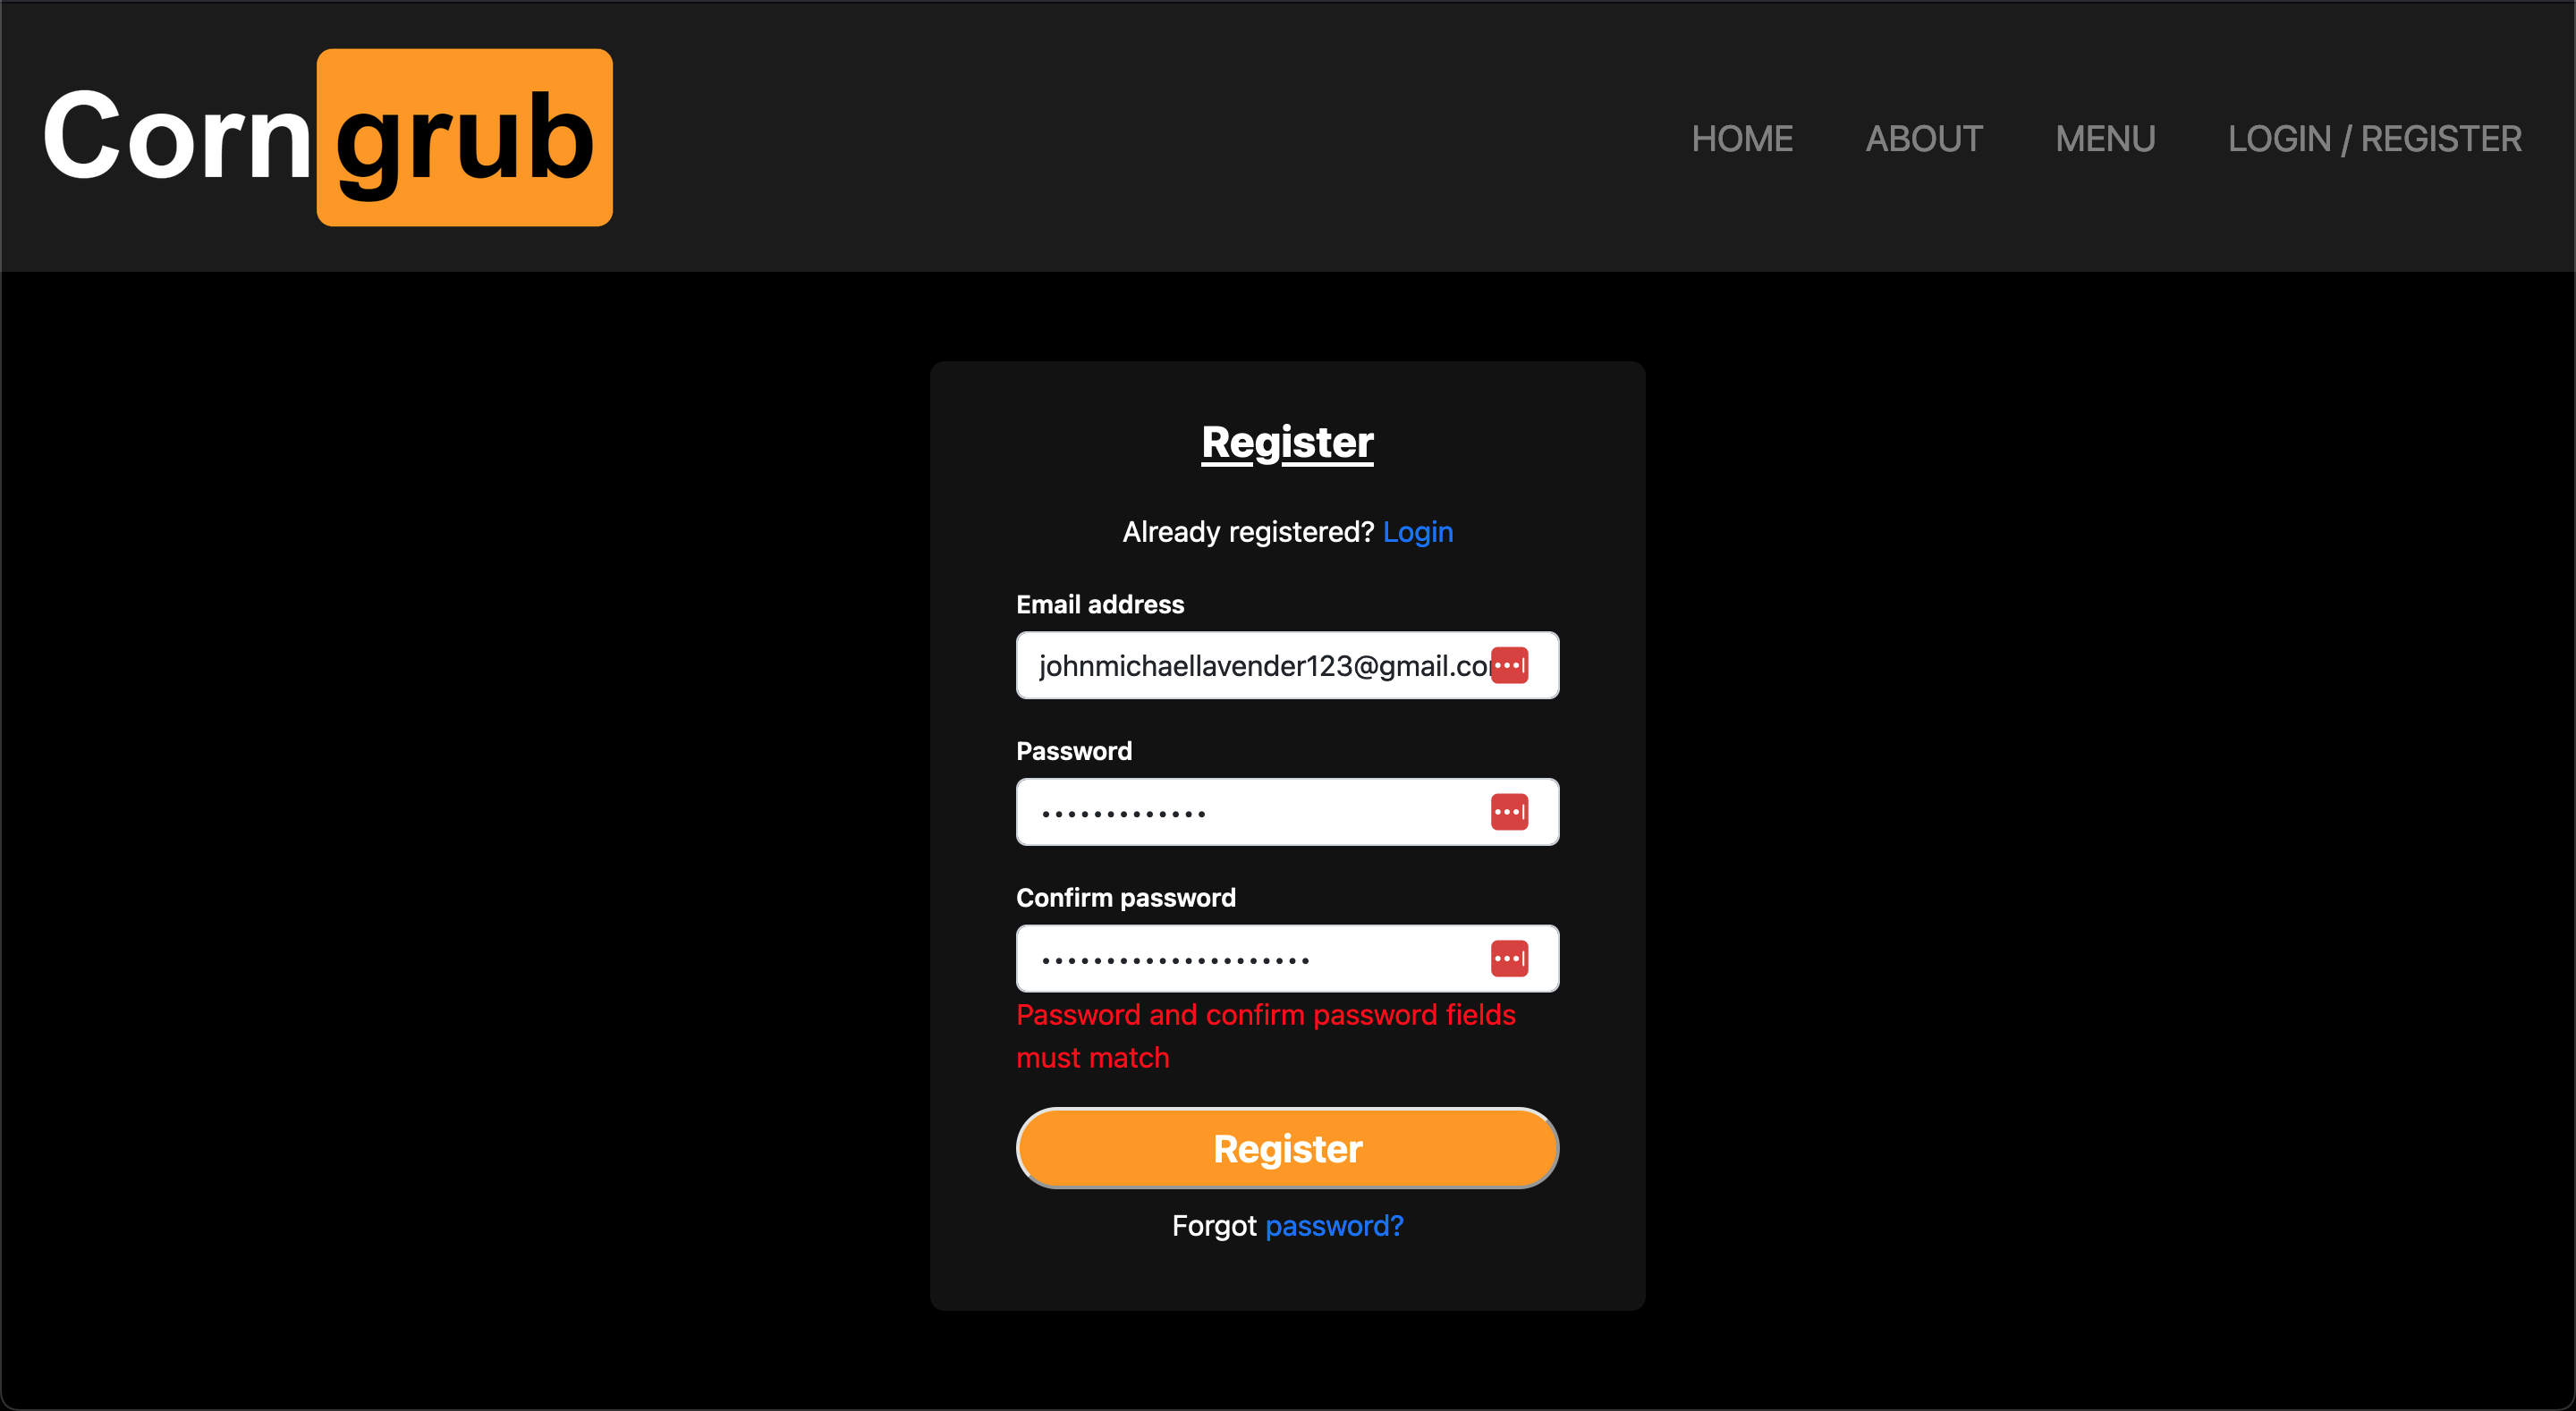 Corngrub
HOME ABOUT MENU LOGIN / REGISTER
Register
Already registered? Login
Email address
johnmichaellavender123@gmail.co
Password
Confirm password
Password and confirm password fields
must match
Register
Forgot password?